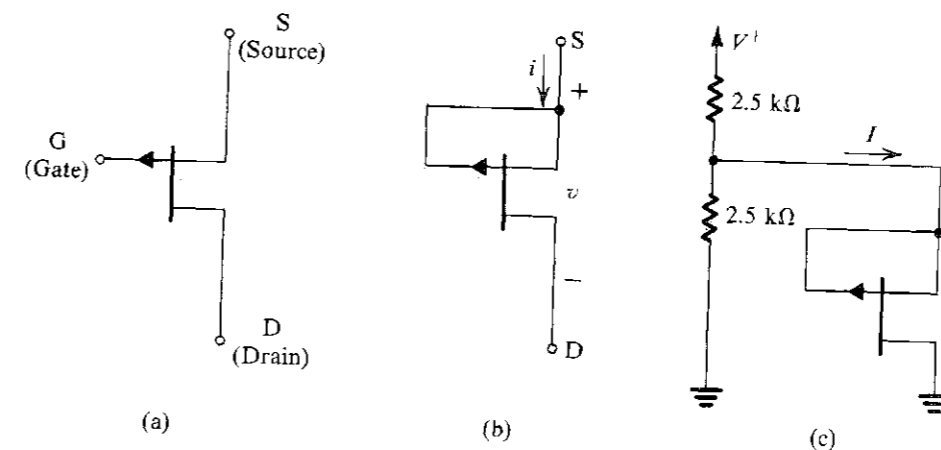 S
(Source)
G
(Gate)
D
(Drain)
(a)
S
i
+
v
−
D
(b)
V+
2.5 kΩ
I
2.5 kΩ
(c)